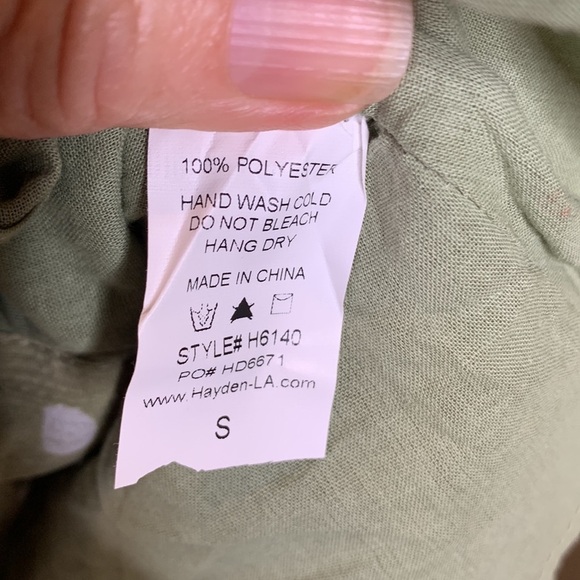 100% POLYESTER
HAND WASH COLD
DO NOT BLEACH
HANG DRY
MADE IN CHINA
STYLE# H6140
PO# HD6671
www.Hayden-LA.com
S